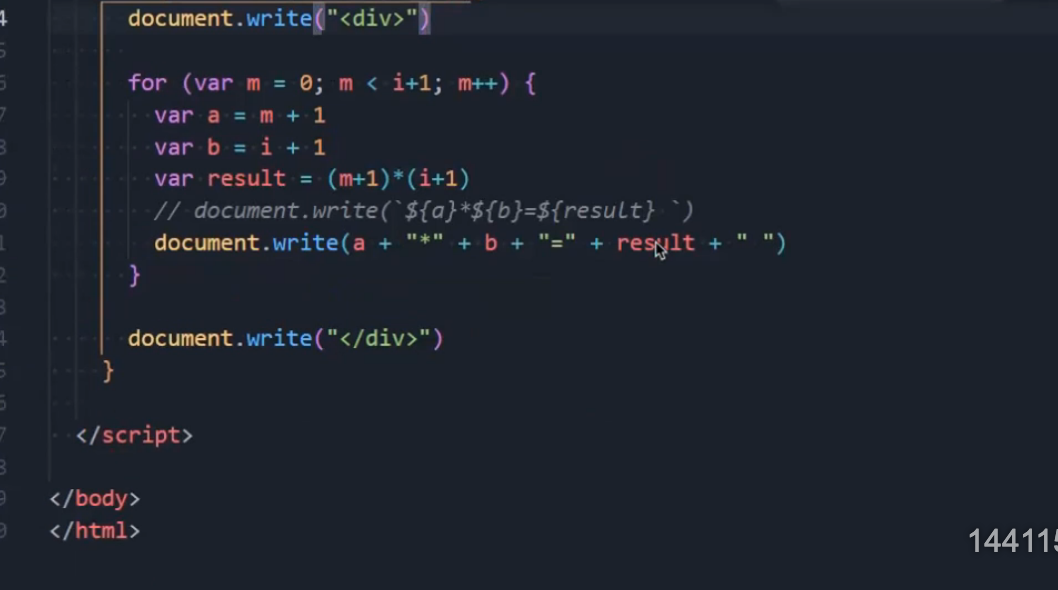 4 document.write("<div>")
5
6 for (var m = 0; m < i+1; m++) {
7 var a = m + 1
8 var b = i + 1
9 var result = (m+1)*(i+1)
0 // document.write(`${a}*${b}=${result} `)
1 document.write(a + "*" + b + "=" + result + " ")
2 }
3
4 document.write("</div>")
5 }
6
7 </script>
8
9 </body>
0 </html>
144115